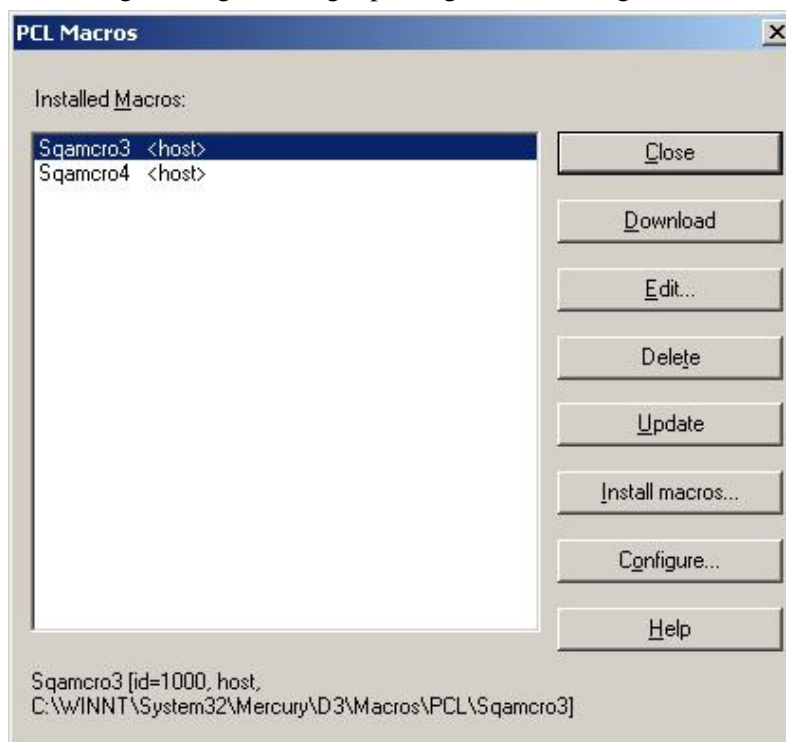 PCL Macros
Installed Macros:
Sqamcro3 <host>
Sqamcro4 <host>
Close
Download
Edit...
Delete
Update
Install macros...
Configure...
Help
Sqamcro3 [id=1000, host,
C:\WINNT\System32\Mercury\D3\Macros\PCL\Sqamcro3]